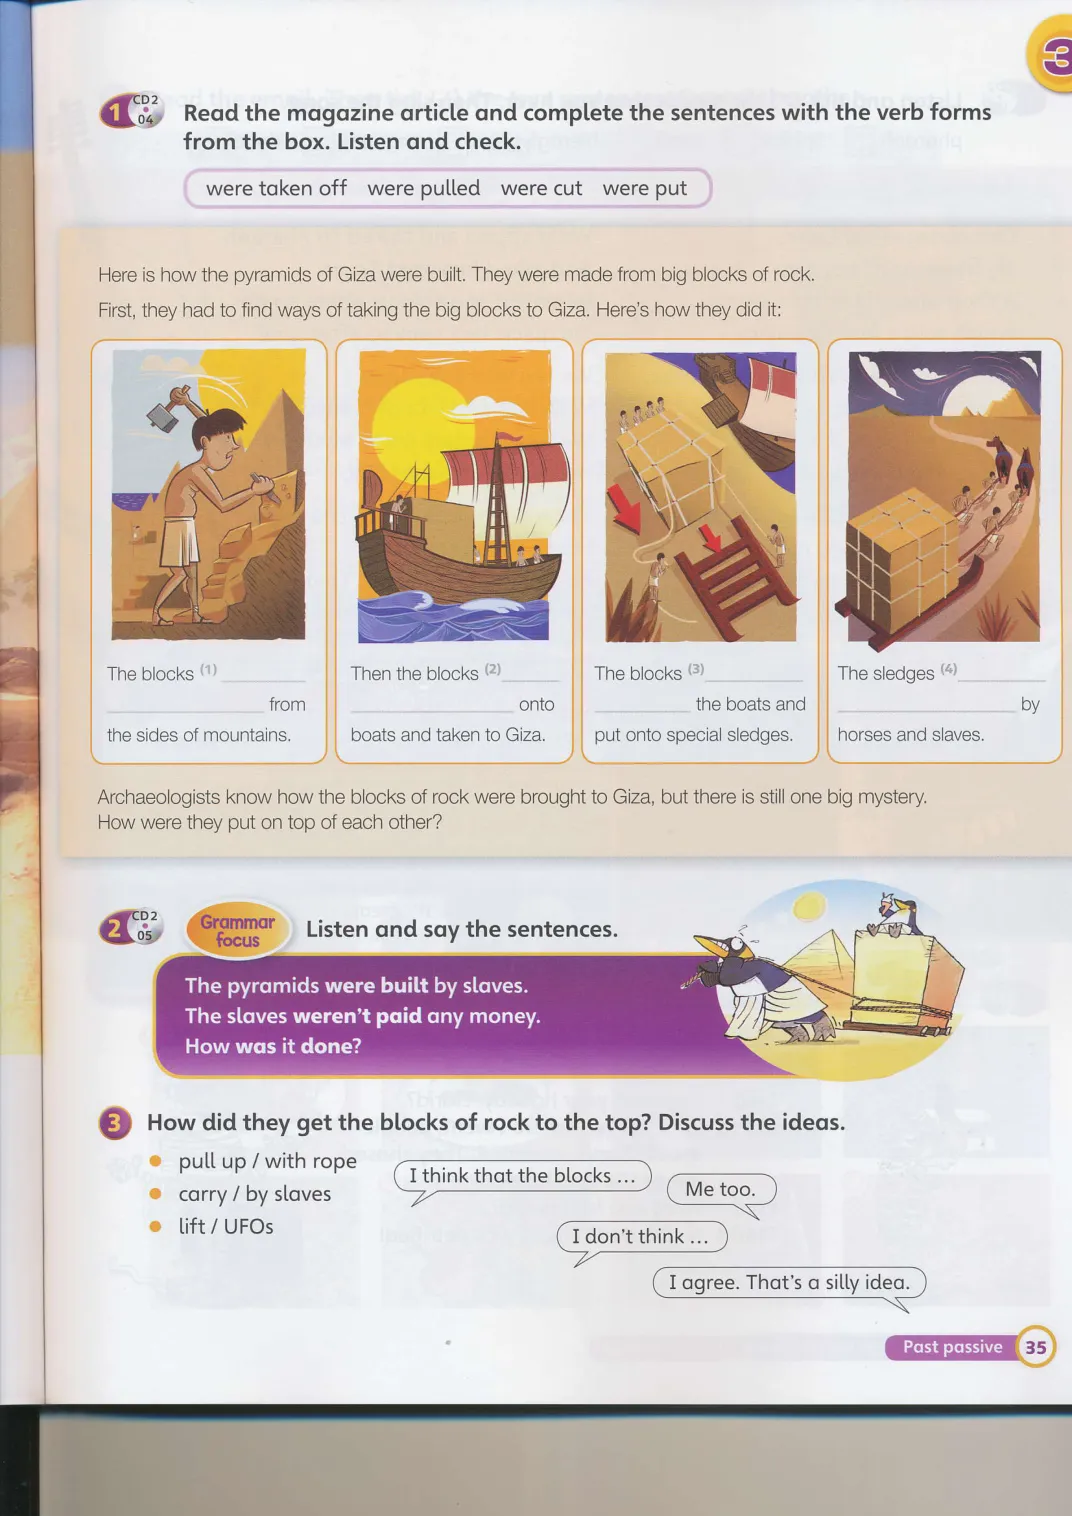 3
1 CD2 04 Read the magazine article and complete the sentences with the verb forms
from the box. Listen and check.
were taken off were pulled were cut were put
Here is how the pyramids of Giza were built. They were made from big blocks of rock.
First, they had to find ways of taking the big blocks to Giza. Here's how they did it:
The blocks (1) ________
________________ from
the sides of mountains.
Then the blocks (2) ______
________________ onto
boats and taken to Giza.
The blocks (3) __________
__________ the boats and
put onto special sledges.
The sledges (4) _________
__________________ by
horses and slaves.
Archaeologists know how the blocks of rock were brought to Giza, but there is still one big mystery.
How were they put on top of each other?
2 CD2 05 Grammar focus Listen and say the sentences.
The pyramids were built by slaves.
The slaves weren't paid any money.
How was it done?
3 How did they get the blocks of rock to the top? Discuss the ideas.
pull up / with rope
carry / by slaves
lift / UFOs
I think that the blocks ...
Me too.
I don't think ...
I agree. That's a silly idea.
Past passive 35